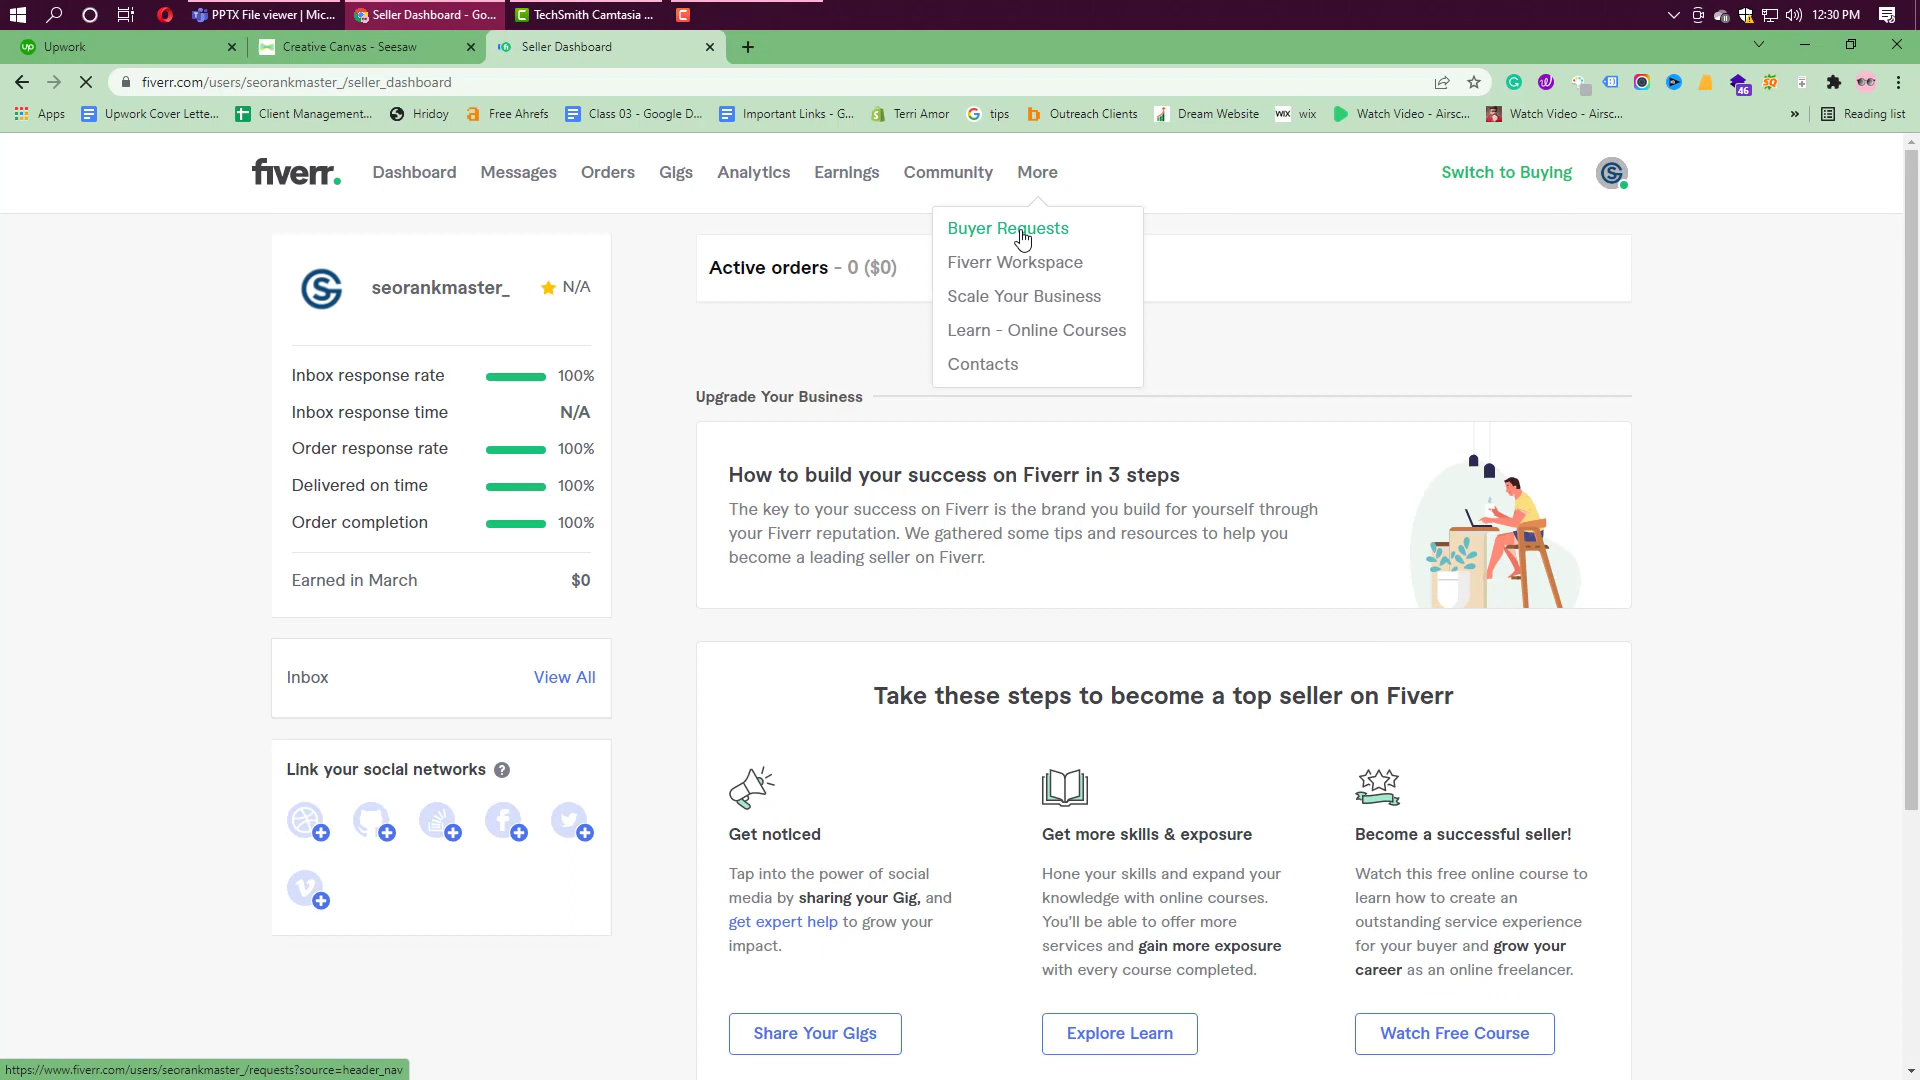 PPTX File viewer | Mic...
Seller Dashboard - Go...
TechSmith Camtasia ...
12:30 PM
Upwork
Creative Canvas - Seesaw
Seller Dashboard
fiverr.com/users/seorankmaster_/seller_dashboard
46
Apps
Upwork Cover Lette...
Client Management...
Hridoy
Free Ahrefs
Class 03 - Google D...
Important Links - G...
Terri Amor
tips
Outreach Clients
Dream Website
WIX wix
Watch Video - Airsc...
Watch Video - Airsc...
»
Reading list
fiverr.
Dashboard
Messages
Orders
Gigs
Analytics
Earnings
Community
More
Switch to Buying
Buyer Requests
Fiverr Workspace
Scale Your Business
Learn - Online Courses
Contacts
seorankmaster_
N/A
Inbox response rate
100%
Inbox response time
N/A
Order response rate
100%
Delivered on time
100%
Order completion
100%
Earned in March
$0
Inbox
View All
Link your social networks ?
Active orders - 0 ($0)
Upgrade Your Business
How to build your success on Fiverr in 3 steps
The key to your success on Fiverr is the brand you build for yourself through
your Fiverr reputation. We gathered some tips and resources to help you
become a leading seller on Fiverr.
Take these steps to become a top seller on Fiverr
Get noticed
Tap into the power of social
media by sharing your Gig, and
get expert help to grow your
impact.
Share Your Gigs
Get more skills & exposure
Hone your skills and expand your
knowledge with online courses.
You'll be able to offer more
services and gain more exposure
with every course completed.
Explore Learn
Become a successful seller!
Watch this free online course to
learn how to create an
outstanding service experience
for your buyer and grow your
career as an online freelancer.
Watch Free Course
https://www.fiverr.com/users/seorankmaster_/requests?source=header_nav